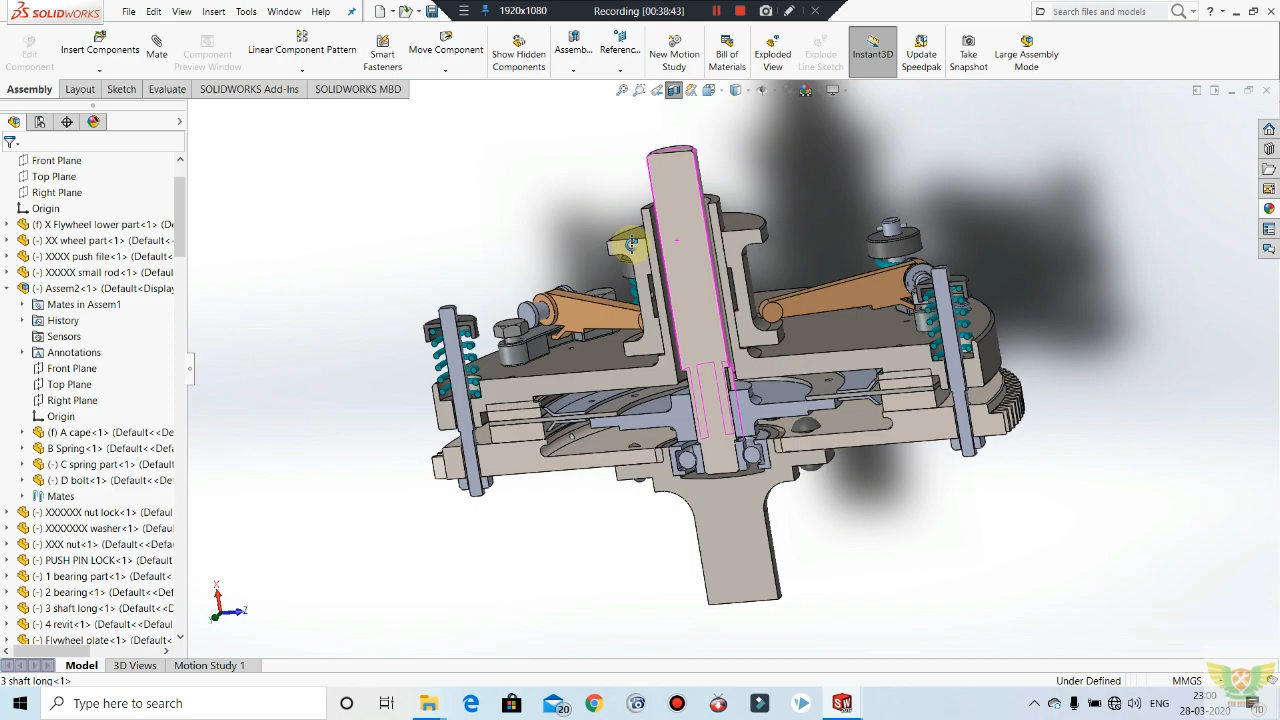 SOLIDWORKS
File
Edit
View
Insert
Tools
Window
Help
1920x1080
Recording [00:38:43]
Search files and models
Edit Component
Insert Components
Mate
Component Preview Window
Linear Component Pattern
Smart Fasteners
Move Component
Show Hidden Components
Assemb...
Referenc...
New Motion Study
Bill of Materials
Exploded View
Explode Line Sketch
Instant3D
Update Speedpak
Take Snapshot
Large Assembly Mode
Assembly
Layout
Sketch
Evaluate
SOLIDWORKS Add-Ins
SOLIDWORKS MBD
Front Plane
Top Plane
Right Plane
Origin
(f) X Flywheel lower part<1> (D
(-) XX wheel part<1> (Default<
(-) XXXX push file<1> (Default<
(-) XXXXX small rod<1> (Defaul
(-) Assem2<1> (Default<Display
Mates in Assem1
History
Sensors
Annotations
Front Plane
Top Plane
Right Plane
Origin
(f) A cape<1> (Default<<De
B Spring<1> (Default<<Def
(-) C spring part<1> (Defaul
(-) D bolt<1> (Default<<De
Mates
(-) XXXXXX nut lock<1> (Defaul
(-) XXXXXXX washer<1> (Defau
(-) XXX nut<1> (Default<<Defau
(-) PUSH PIN LOCK<1> (Default
(-) 1 bearing part<1> (Default<
(-) 2 bearing<1> (Default<<Def
(-) 3 shaft long<1> (Default<<D
(-) 4 revit<1> (Default<<Defaul
(-) Flywheel plate<1> (Default<
X
Z
Model
3D Views
Motion Study 1
3 shaft long<1>
Under Defined
MMGS
Type here to search
20
SW
23:00
28-03-2020
10